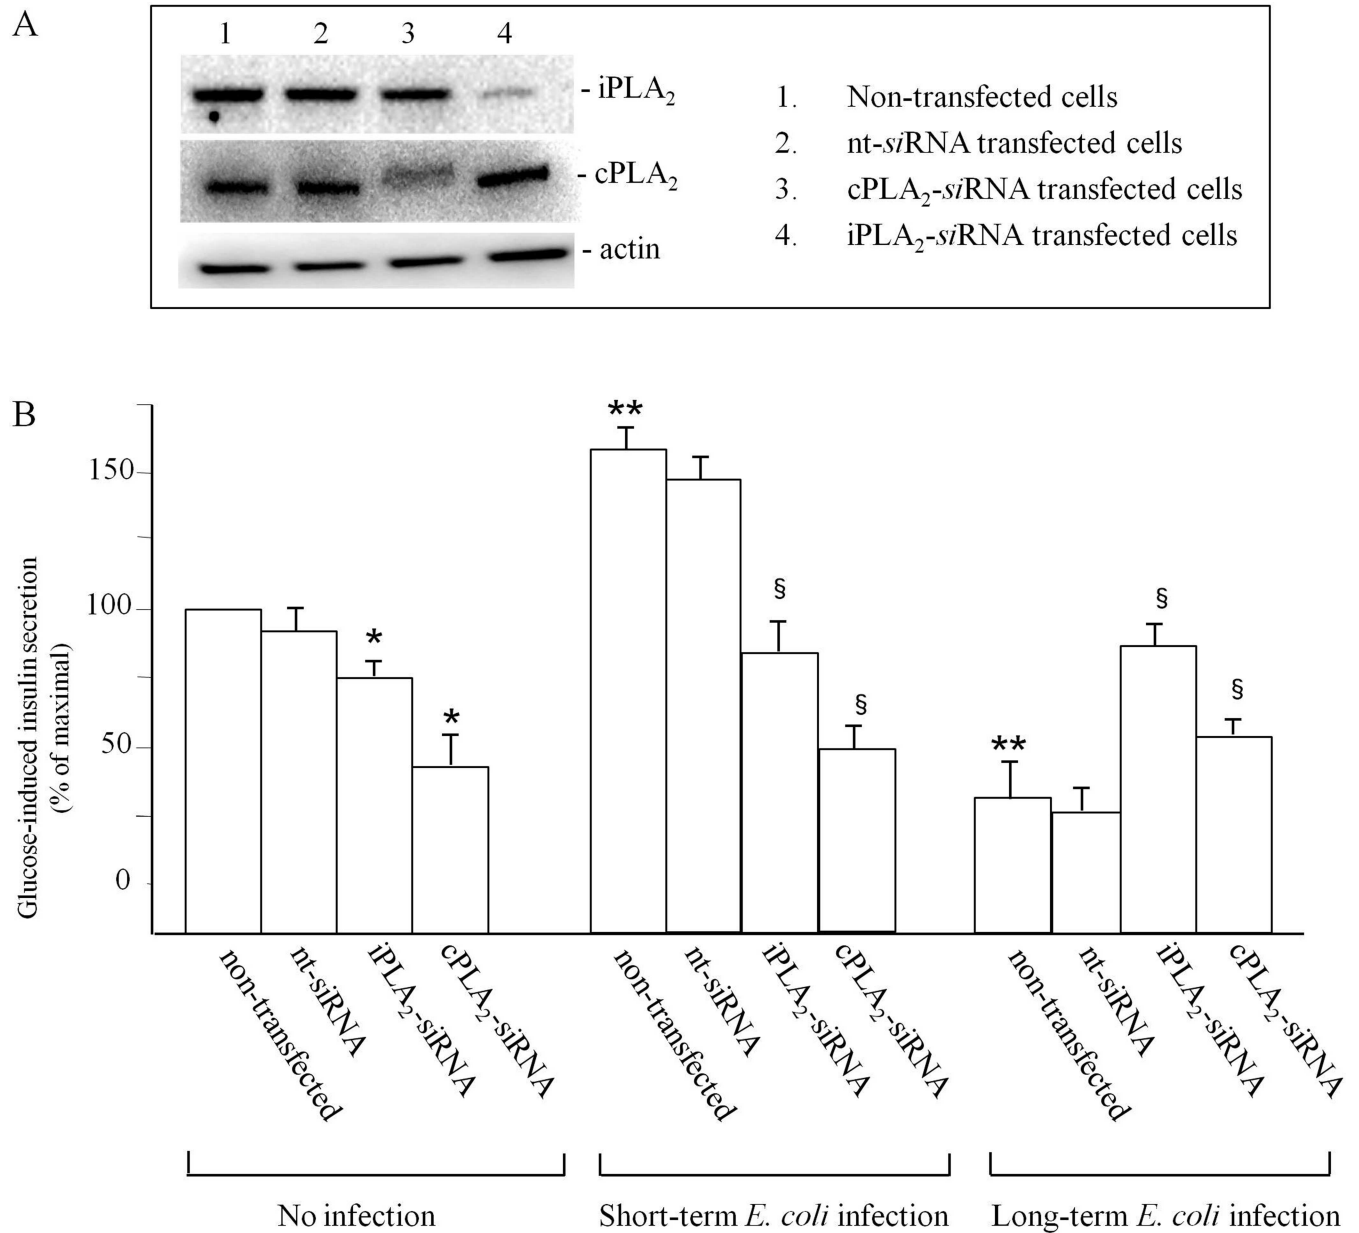 A
1 2 3 4
- iPLA2
- cPLA2
- actin
1. Non-transfected cells
2. nt-siRNA transfected cells
3. cPLA2-siRNA transfected cells
4. iPLA2-siRNA transfected cells
B
Glucose-induced insulin secretion
(% of maximal)
150
100
50
0
* *
** § §
** § §
non-transfected
nt-siRNA
iPLA2-siRNA
cPLA2-siRNA
non-transfected
nt-siRNA
iPLA2-siRNA
cPLA2-siRNA
non-transfected
nt-siRNA
iPLA2-siRNA
cPLA2-siRNA
No infection
Short-term E. coli infection
Long-term E. coli infection